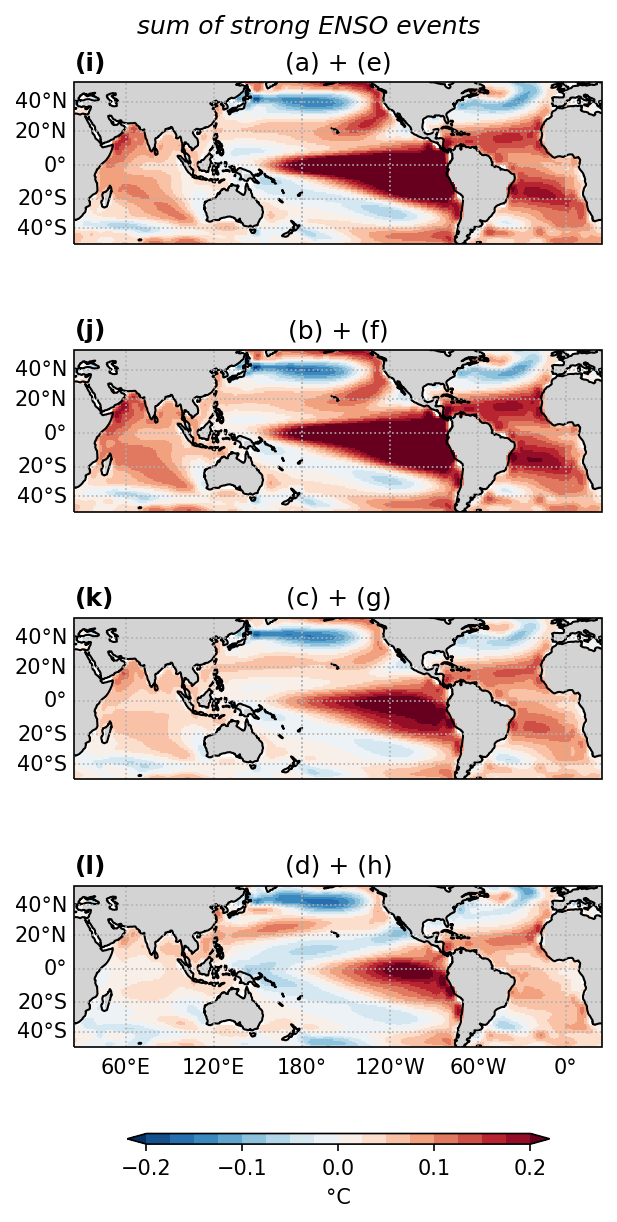 sum of strong ENSO events
(i) (a) + (e)
40°N
20°N
0°
20°S
40°S
(j) (b) + (f)
40°N
20°N
0°
20°S
40°S
(k) (c) + (g)
40°N
20°N
0°
20°S
40°S
(l) (d) + (h)
40°N
20°N
0°
20°S
40°S
60°E 120°E 180° 120°W 60°W 0°
−0.2 −0.1 0.0 0.1 0.2
°C